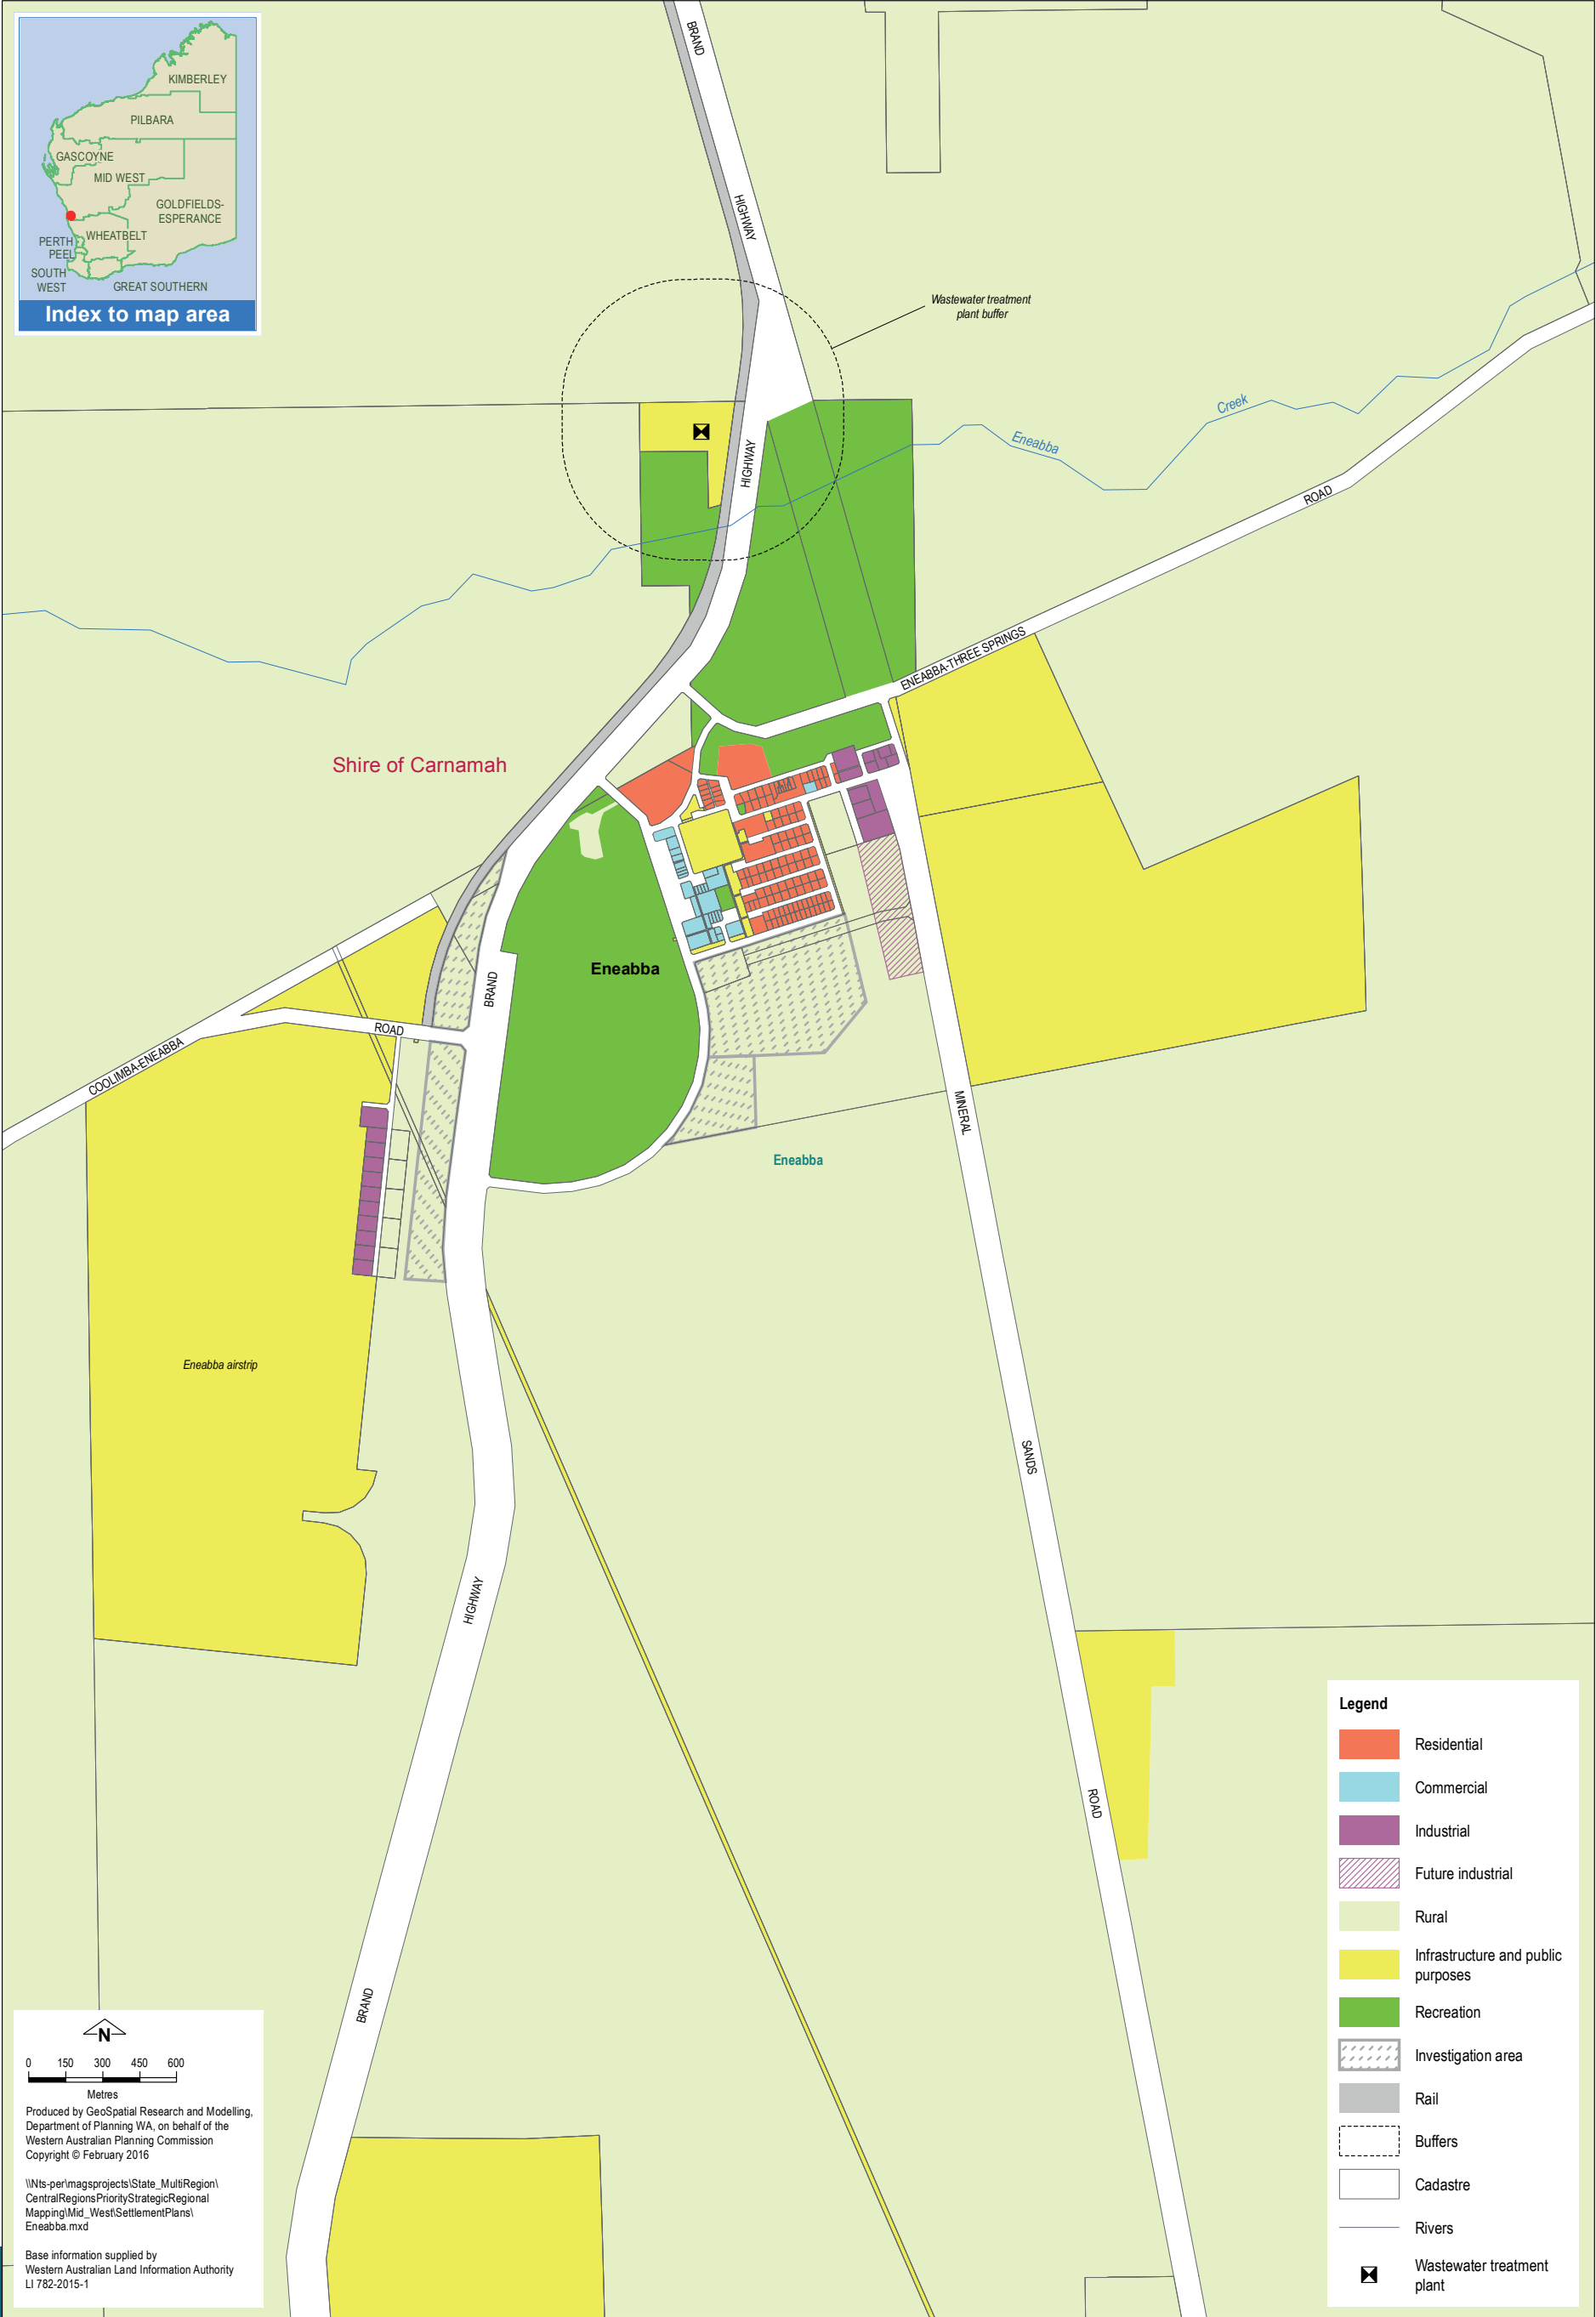 KIMBERLEY
PILBARA
GASCOYNE
MID WEST
GOLDFIELDS-
ESPERANCE
WHEATBELT
PERTH
PEEL
SOUTH
WEST
GREAT SOUTHERN
Index to map area
BRAND
HIGHWAY
Wastewater treatment
plant buffer
HIGHWAY
Creek
Eneabba
ROAD
ENEABBA-THREE SPRINGS
Shire of Carnamah
Eneabba
BRAND
ROAD
COOLIMBA-ENEABBA
MINERAL
Eneabba
Eneabba airstrip
SANDS
HIGHWAY
ROAD
BRAND
Legend
Residential
Commercial
Industrial
Future industrial
Rural
Infrastructure and public
purposes
Recreation
Investigation area
Rail
Buffers
Cadastre
Rivers
Wastewater treatment
plant
N
0 150 300 450 600
Metres
Produced by GeoSpatial Research and Modelling,
Department of Planning WA, on behalf of the
Western Australian Planning Commission
Copyright © February 2016
\\Nts-per\magsprojects\State_MultiRegion\
CentralRegionsPriorityStrategicRegional
Mapping\Mid_West\SettlementPlans\
Eneabba.mxd
Base information supplied by
Western Australian Land Information Authority
LI 782-2015-1